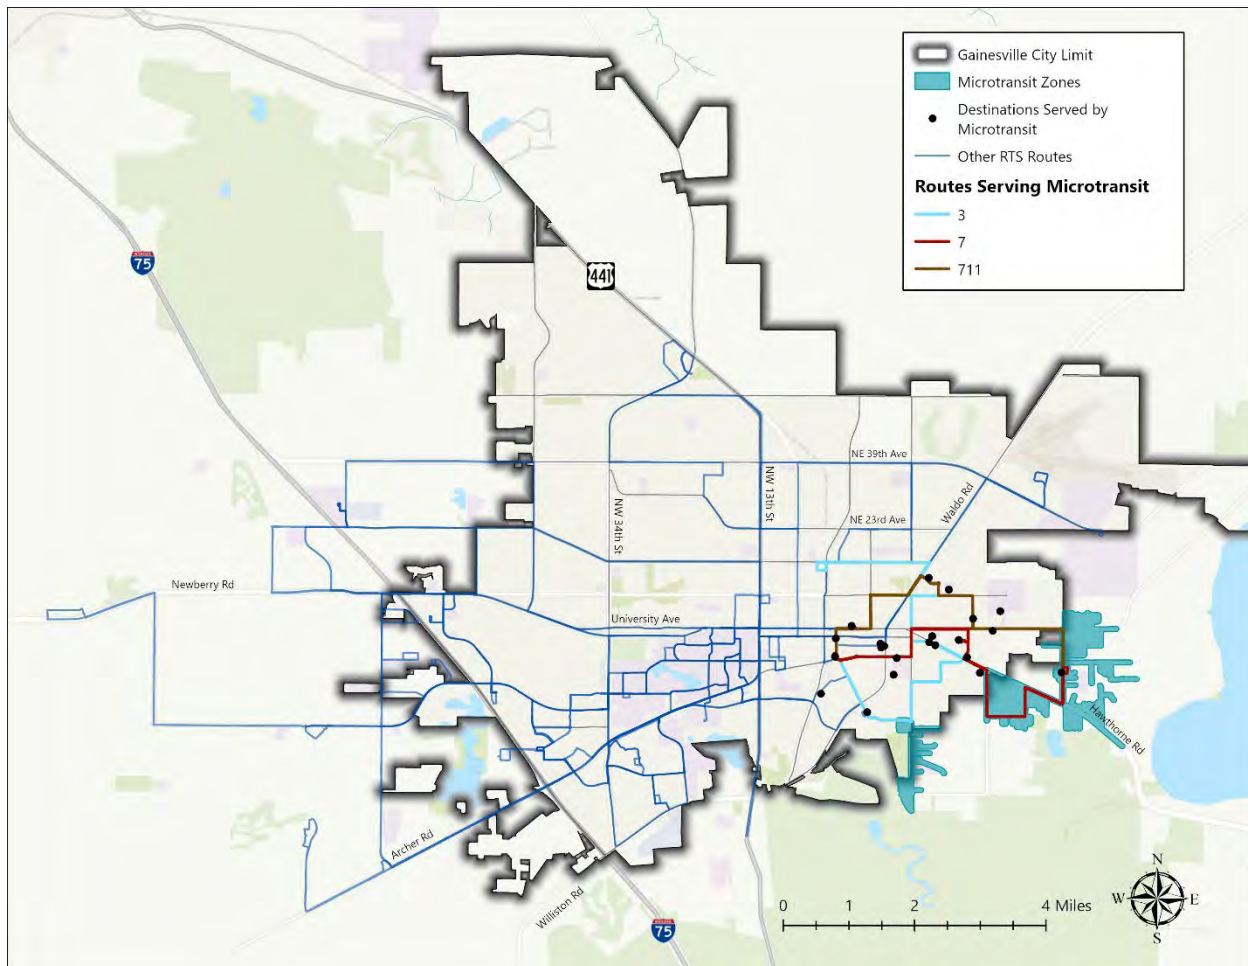 Gainesville City Limit
Microtransit Zones
Destinations Served by
Microtransit
Other RTS Routes
Routes Serving Microtransit
3
7
711
75
441
NE 39th Ave
Waldo Rd
NW 13th St
NW 34th St
NE 23rd Ave
Newberry Rd
University Ave
Hawthorne Rd
Archer Rd
Williston Rd
75
0 1 2 4 Miles
N
W E
S